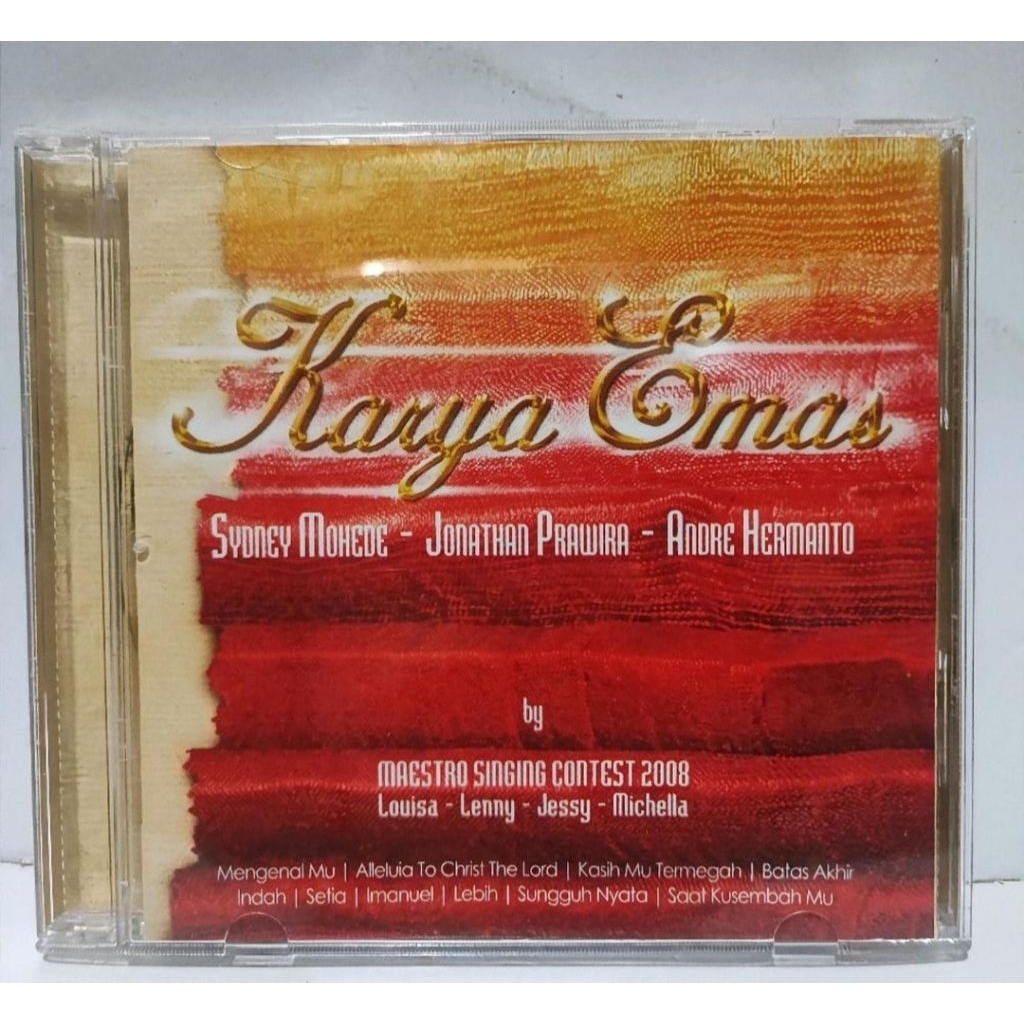 Karya Emas
Sydney Mohede - Jonathan Prawira - Andre Hermanto
by
MAESTRO SINGING CONTEST 2008
Louisa - Lenny - Jessy - Michella
Mengenal Mu | Alleluia To Christ The Lord | Kasih Mu Termegah | Batas Akhir
Indah | Setia | Imanuel | Lebih | Sungguh Nyata | Saat Kusembah Mu